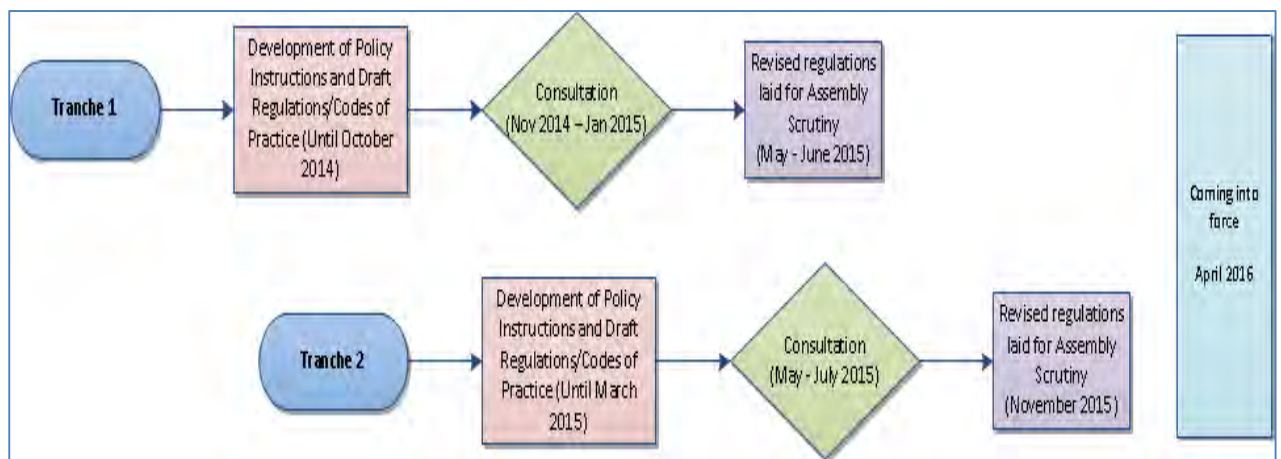 Tranche 1
Development of Policy
Instructions and Draft
Regulations/Codes of
Practice (Until October
2014)
Consultation
(Nov 2014 – Jan 2015)
Revised regulations
laid for Assembly
Scrutiny
(May - June 2015)
Coming into
force
April 2016
Tranche 2
Development of Policy
Instructions and Draft
Regulations/Codes of
Practice (Until March
2015)
Consultation
(May - July 2015)
Revised regulations
laid for Assembly
Scrutiny
(November 2015)